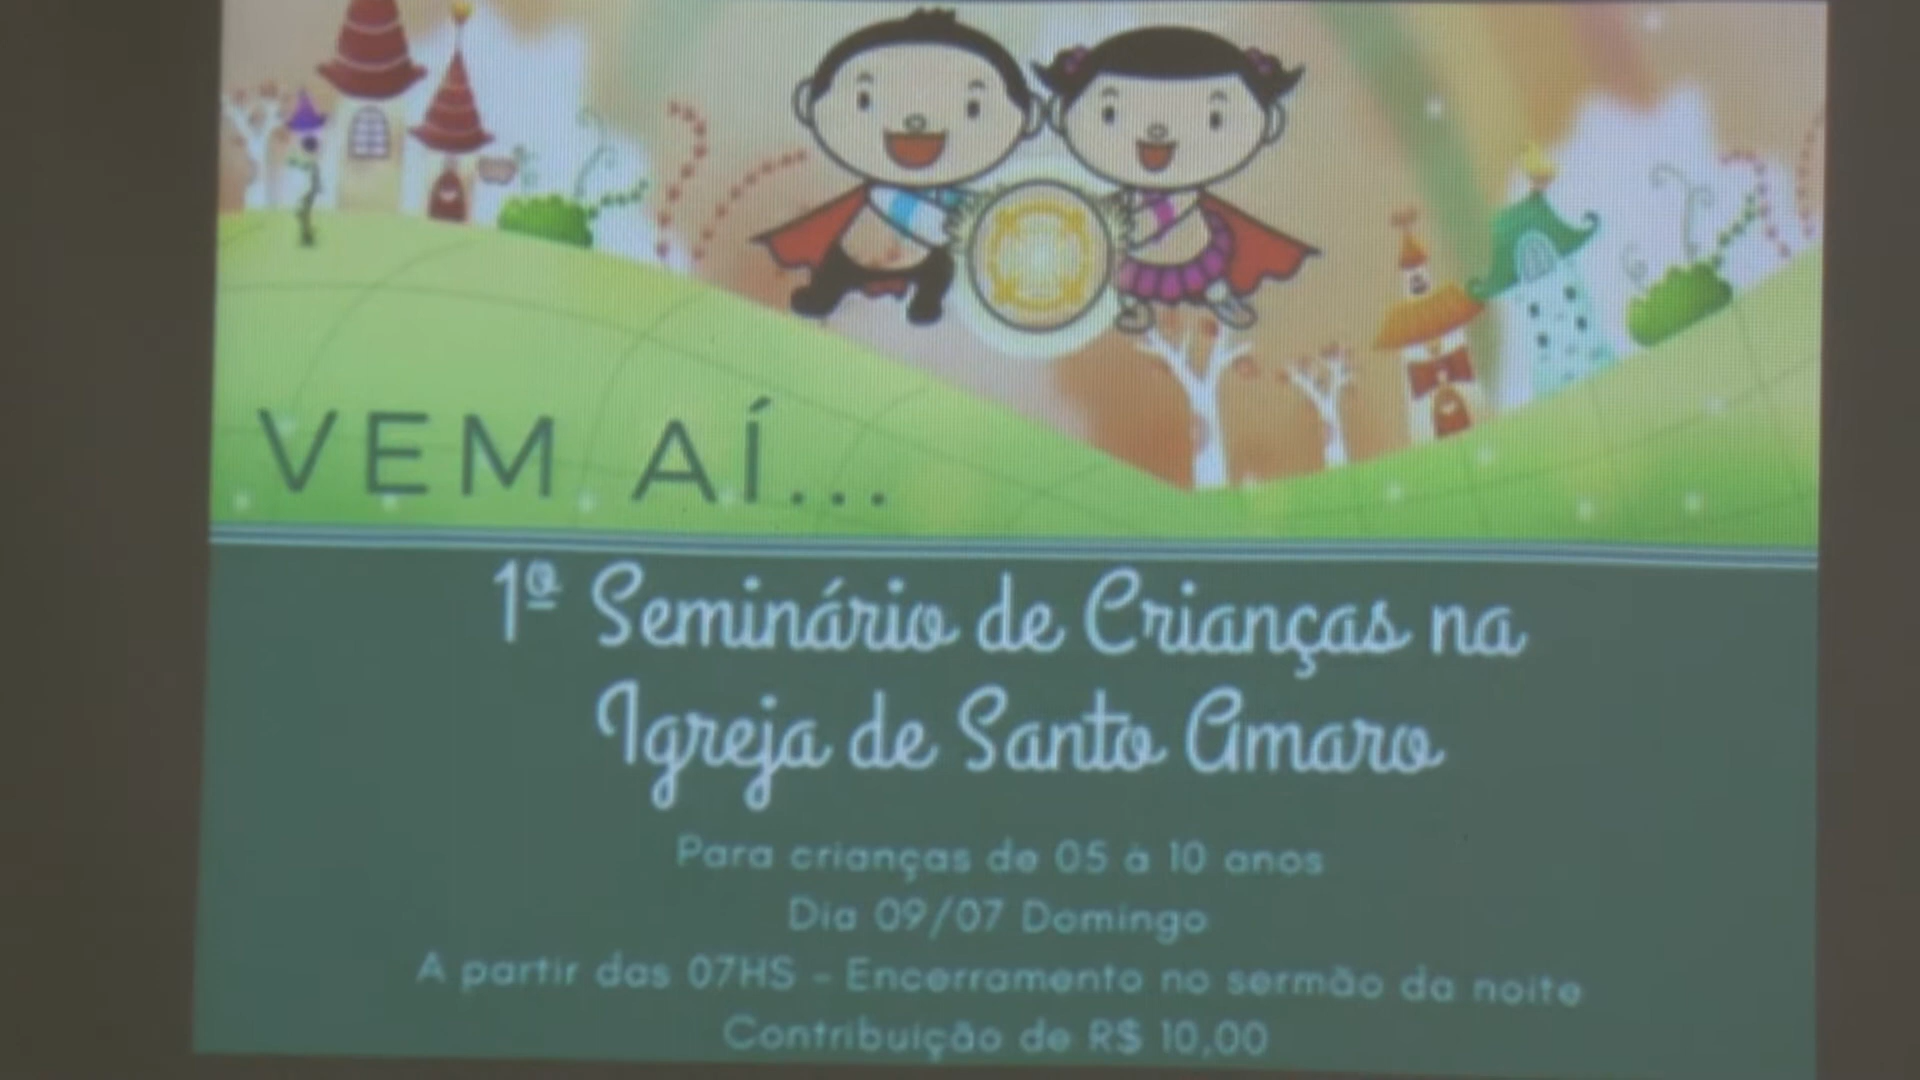 VEM AÍ...
1ª Seminário de Crianças na
Igreja de Santo Amaro
Para crianças de 05 à 10 anos
Dia 09/07 Domingo
A partir das 07HS - Encerramento no sermão da noite
Contribuição de R$ 10,00